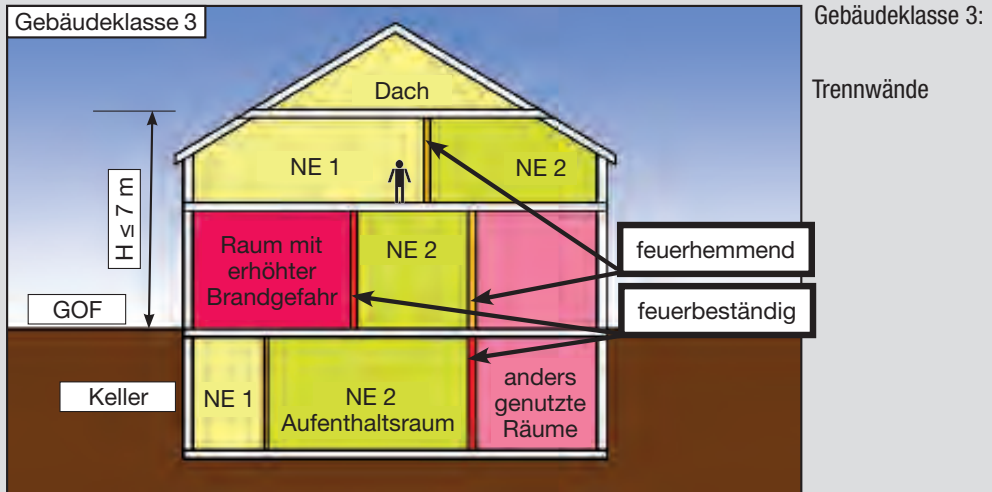 Gebäudeklasse 3
Gebäudeklasse 3:
Trennwände
Dach
NE 1
NE 2
H ≤ 7 m
Raum mit
erhöhter
Brandgefahr
NE 2
feuerhemmend
feuerbeständig
GOF
Keller
NE 1
NE 2
Aufenthaltsraum
anders
genutzte
Räume